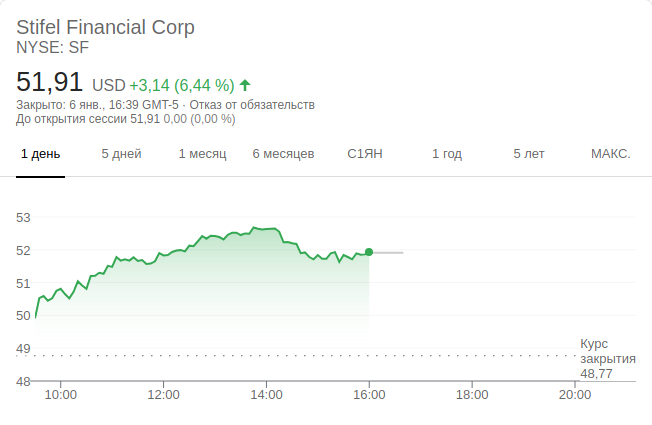 Stifel Financial Corp
NYSE: SF
51,91 USD +3,14 (6,44 %)
Закрыто: 6 янв., 16:39 GMT-5 · Отказ от обязательств
До открытия сессии 51,91 0,00 (0,00 %)
1 день 5 дней 1 месяц 6 месяцев С1ЯН 1 год 5 лет МАКС.
53
52
51
50
49
Курс
закрытия
48,77
48
10:00 12:00 14:00 16:00 18:00 20:00